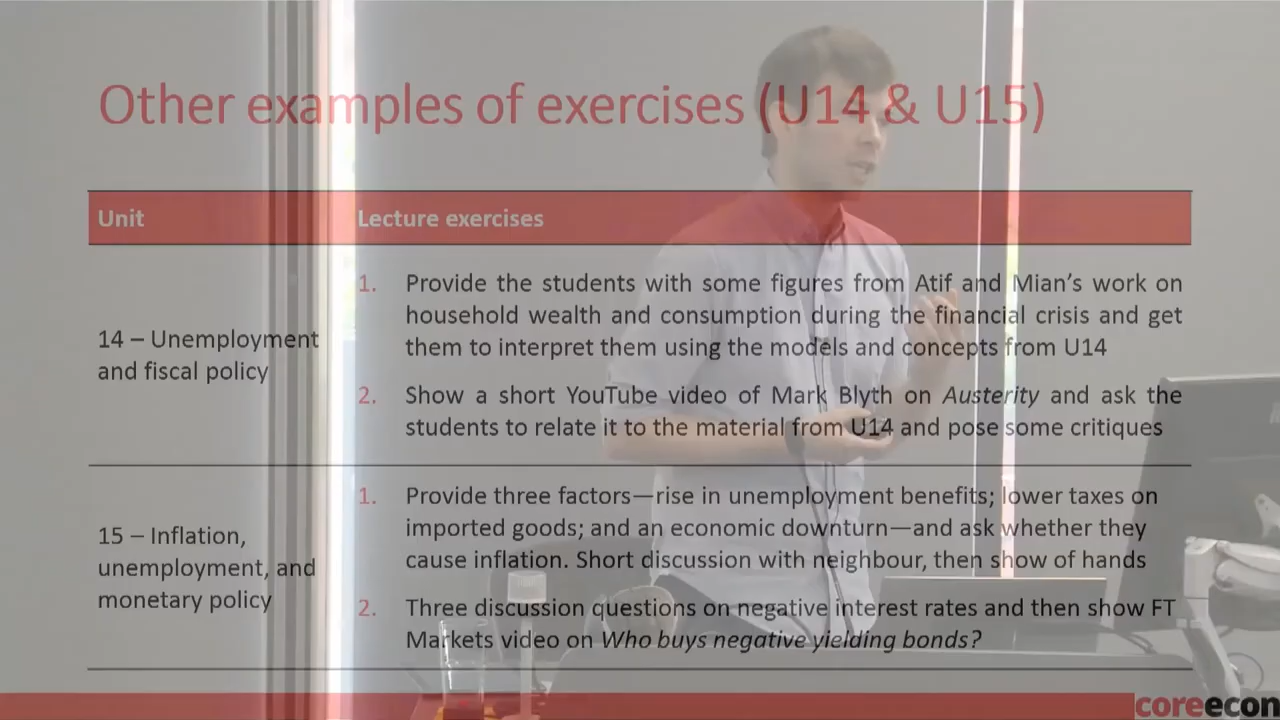 Other examples of exercises (U14 & U15)
Unit
Lecture exercises
14 – Unemployment
and fiscal policy
1. Provide the students with some figures from Atif and Mian’s work on
household wealth and consumption during the financial crisis and get
them to interpret them using the models and concepts from U14
2. Show a short YouTube video of Mark Blyth on Austerity and ask the
students to relate it to the material from U14 and pose some critiques
15 – Inflation,
unemployment, and
monetary policy
1. Provide three factors—rise in unemployment benefits; lower taxes on
imported goods; and an economic downturn—and ask whether they
cause inflation. Short discussion with neighbour, then show of hands
2. Three discussion questions on negative interest rates and then show FT
Markets video on Who buys negative yielding bonds?
coreecon